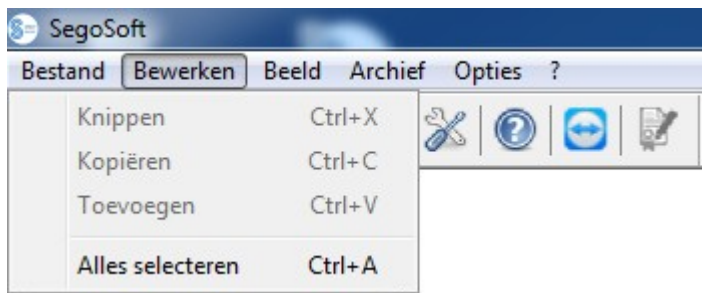 SegoSoft
Bestand Bewerken Beeld Archief Opties ?
Knippen Ctrl+X
Kopiëren Ctrl+C
Toevoegen Ctrl+V
Alles selecteren Ctrl+A